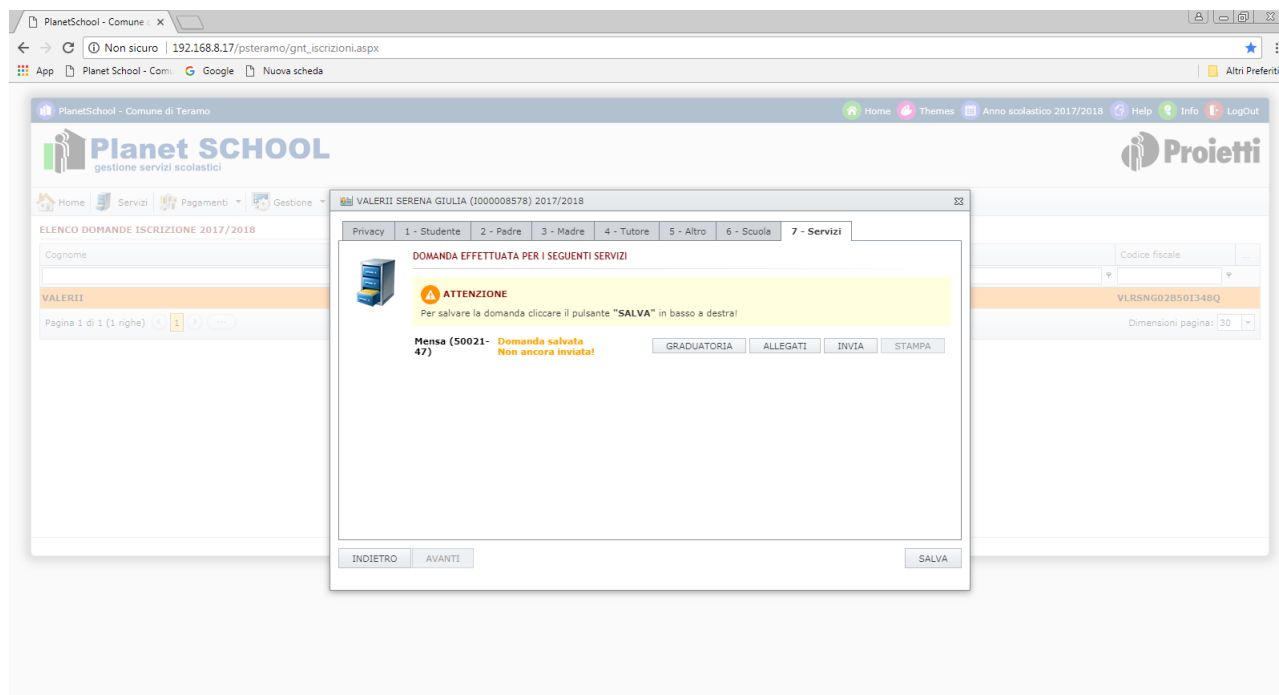 PlanetSchool - Comune
Non sicuro | 192.168.8.17/psteramo/gnt_iscrizioni.aspx
App Planet School - Com Google Nuova scheda Altri Preferiti
PlanetSchool - Comune di Teramo Home Themes Anno scolastico 2017/2018 Help Info LogOut
Planet SCHOOL Proietti
gestione servizi scolastici
Home Servizi Pagamenti Gestione
VALERII SERENA GIULIA (I000008578) 2017/2018
ELENCO DOMANDE ISCRIZIONE 2017/2018
Privacy 1 - Studente 2 - Padre 3 - Madre 4 - Tutore 5 - Altro 6 - Scuola 7 - Servizi
Cognome Codice fiscale ...
DOMANDA EFFETTUATA PER I SEGUENTI SERVIZI
ATTENZIONE
VALERII VLRSNG02B50I348Q
Per salvare la domanda cliccare il pulsante "SALVA" in basso a destra!
Pagina 1 di 1 (1 righe) 1 ... Dimensioni pagina: 30
Mensa (50021- Domanda salvata
47) Non ancora inviata!
GRADUATORIA ALLEGATI INVIA STAMPA
INDIETRO AVANTI SALVA